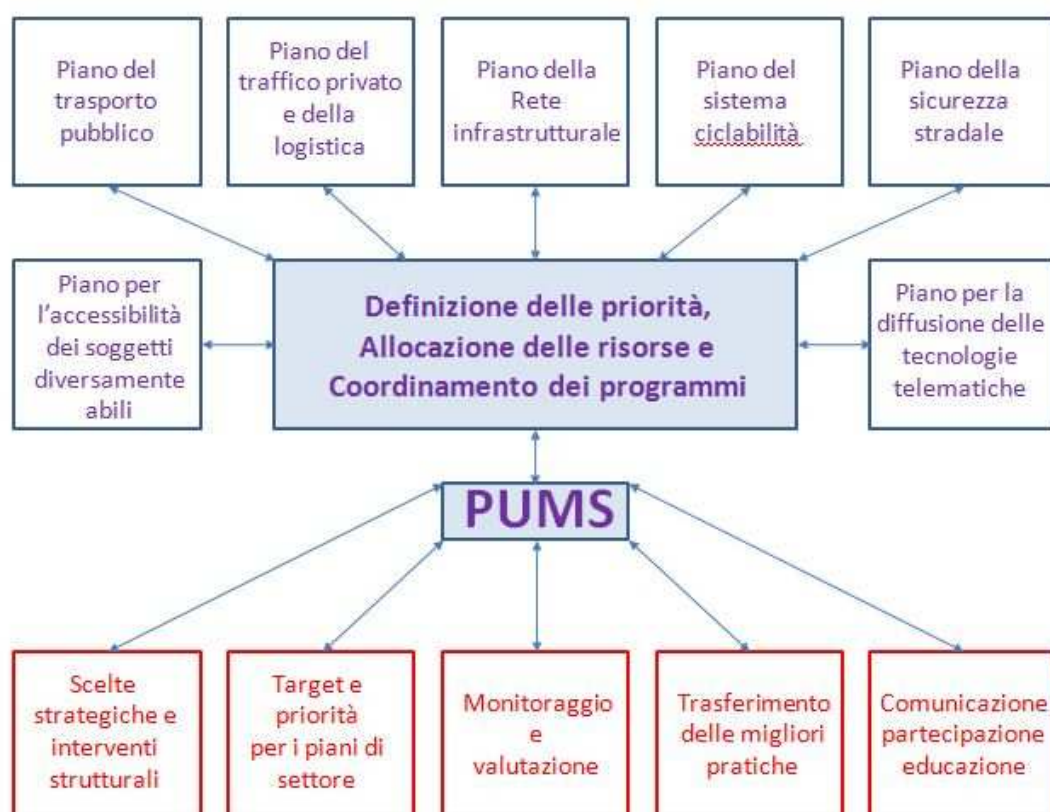 Piano del
trasporto
pubblico
Piano del
traffico privato
e della
logistica
Piano della
Rete
infrastrutturale
Piano del
sistema
ciclabilità
Piano della
sicurezza
stradale
Piano per
l'accessibilità
dei soggetti
diversamente
abili
Definizione delle priorità,
Allocazione delle risorse e
Coordinamento dei programmi
Piano per la
diffusione delle
tecnologie
telematiche
PUMS
Scelte
strategiche e
interventi
strutturali
Target e
priorità
per i piani di
settore
Monitoraggio
e
valutazione
Trasferimento
delle migliori
pratiche
Comunicazione
partecipazione
educazione